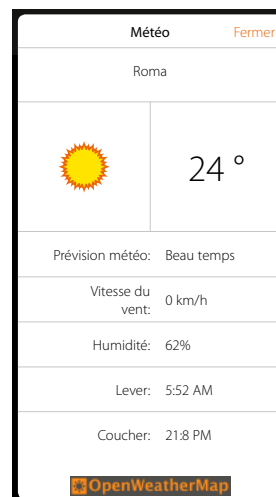 Météo Fermer
Roma
24 °
Prévision météo: Beau temps
Vitesse du
vent: 0 km/h
Humidité: 62%
Lever: 5:52 AM
Coucher: 21:8 PM
OpenWeatherMap